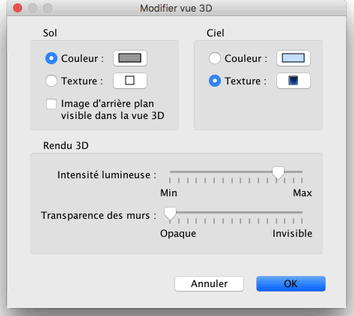 Modifier vue 3D
Sol
Couleur :
Texture :
Image d'arrière plan
visible dans la vue 3D
Ciel
Couleur :
Texture :
Rendu 3D
Intensité lumineuse :
Min Max
Transparence des murs :
Opaque Invisible
Annuler OK